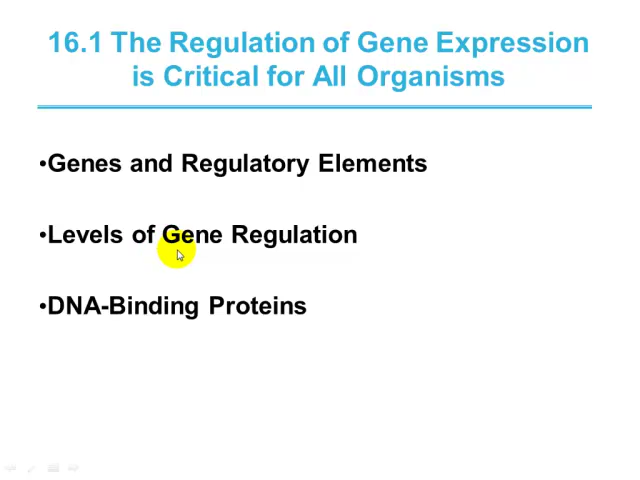 16.1 The Regulation of Gene Expression
is Critical for All Organisms
•Genes and Regulatory Elements
•Levels of Gene Regulation
•DNA-Binding Proteins